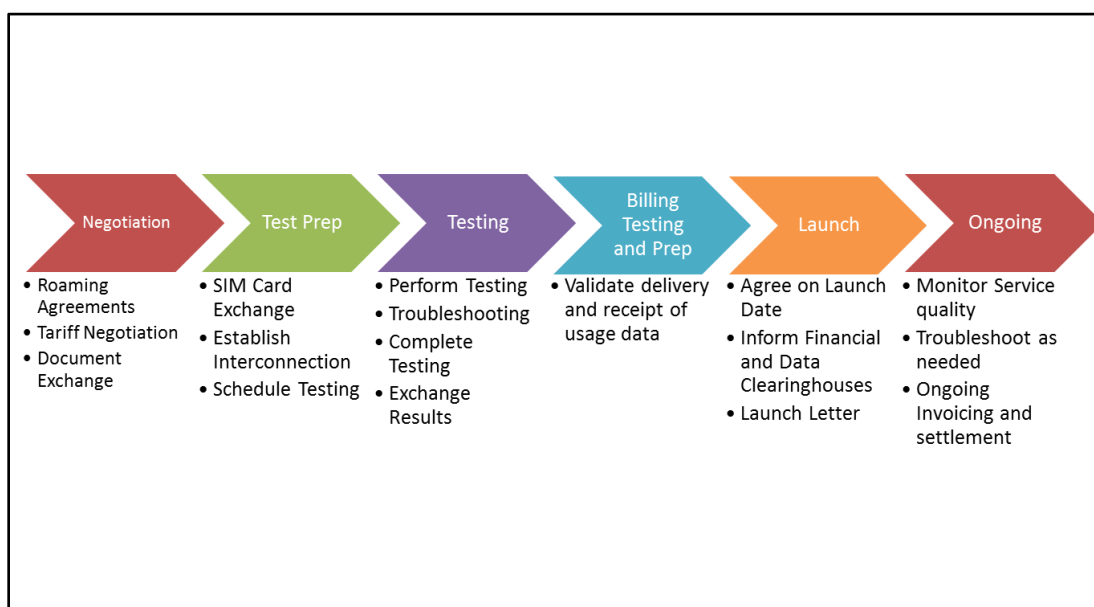 Negotiation
• Roaming
Agreements
• Tariff Negotiation
• Document
Exchange
Test Prep
• SIM Card
Exchange
• Establish
Interconnection
• Schedule Testing
Testing
• Perform Testing
• Troubleshooting
• Complete
Testing
• Exchange
Results
Billing
Testing
and Prep
• Validate delivery
and receipt of
usage data
Launch
• Agree on Launch
Date
• Inform Financial
and Data
Clearinghouses
• Launch Letter
Ongoing
• Monitor Service
quality
• Troubleshoot as
needed
• Ongoing
Invoicing and
settlement